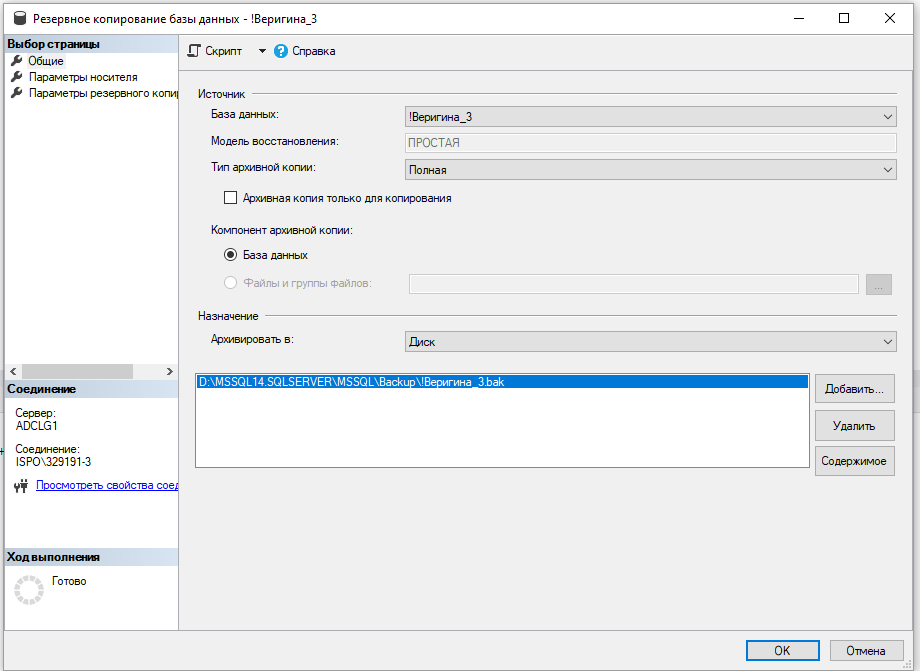 Резервное копирование базы данных - !Веригина_3
Выбор страницы
Общие
Параметры носителя
Параметры резервного копир
Скрипт
Справка
Источник
База данных:
!Веригина_3
Модель восстановления:
ПРОСТАЯ
Тип архивной копии:
Полная
Архивная копия только для копирования
Компонент архивной копии:
База данных
Файлы и группы файлов:
...
Назначение
Архивировать в:
Диск
D:\MSSQL14.SQLSERVER\MSSQL\Backup\!Веригина_3.bak
Добавить...
Удалить
Содержимое
Соединение
Сервер:
ADCLG1
Соединение:
ISPO\329191-3
Просмотреть свойства соед
Ход выполнения
Готово
OK
Отмена